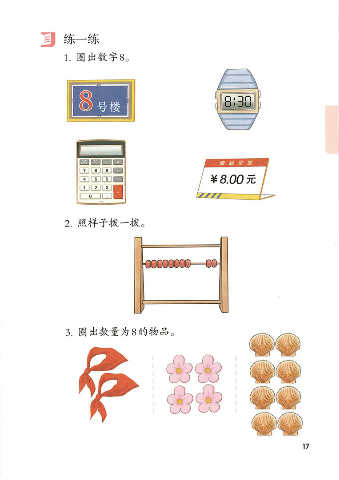 练一练
1. 圈出数字8。
8号楼
8:30
¥8.00元
2. 照样子拨一拨。
3. 圈出数量为8的物品。
17